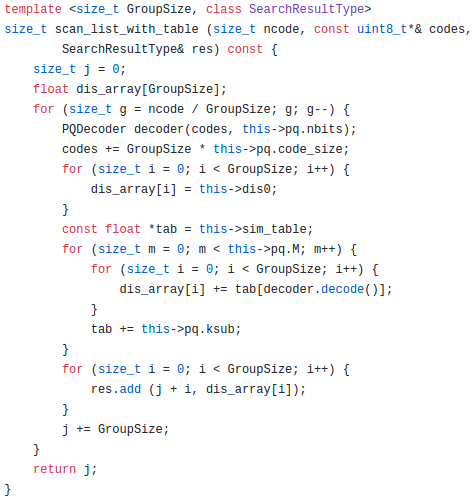 template <size_t GroupSize, class SearchResultType>
size_t scan_list_with_table (size_t ncode, const uint8_t*& codes,
        SearchResultType& res) const {
    size_t j = 0;
    float dis_array[GroupSize];
    for (size_t g = ncode / GroupSize; g; g--) {
        PQDecoder decoder(codes, this->pq.nbits);
        codes += GroupSize * this->pq.code_size;
        for (size_t i = 0; i < GroupSize; i++) {
            dis_array[i] = this->dis0;
        }
        const float *tab = this->sim_table;
        for (size_t m = 0; m < this->pq.M; m++) {
            for (size_t i = 0; i < GroupSize; i++) {
                dis_array[i] += tab[decoder.decode()];
            }
            tab += this->pq.ksub;
        }
        for (size_t i = 0; i < GroupSize; i++) {
            res.add (j + i, dis_array[i]);
        }
        j += GroupSize;
    }
    return j;
}